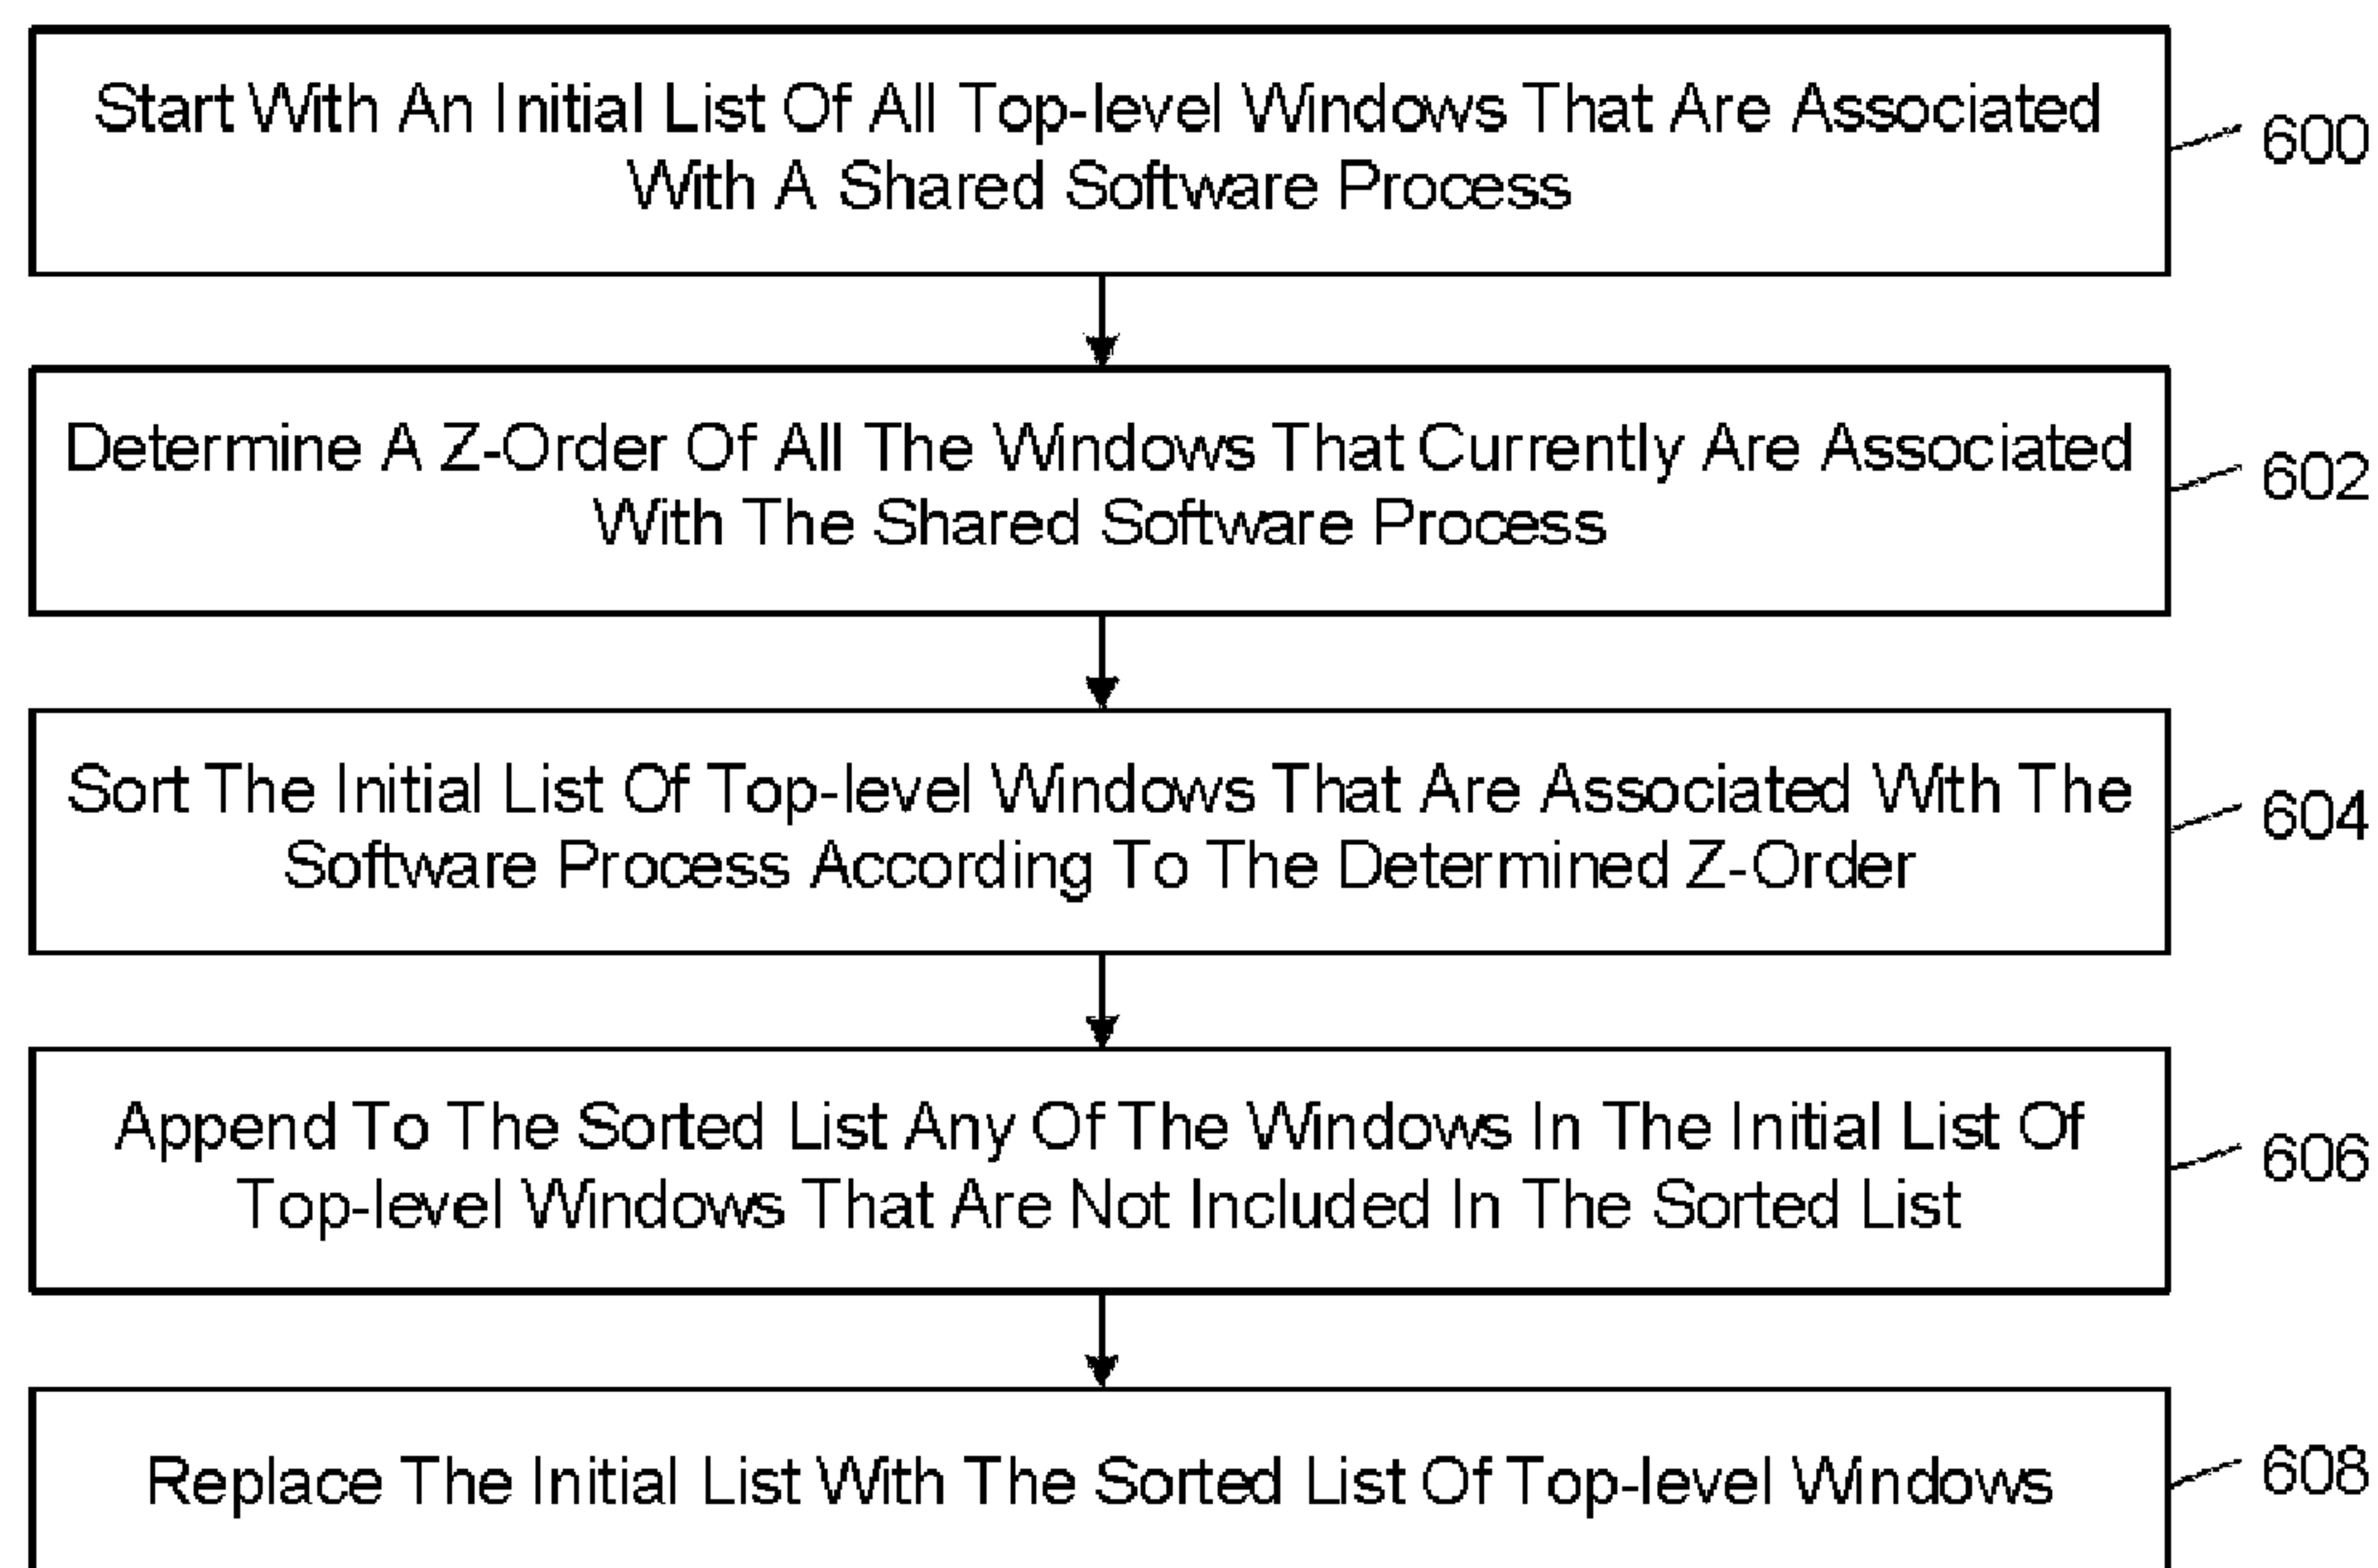 Start With An Initial List Of All Top-level Windows That Are Associated
With A Shared Software Process
600
Determine A Z-Order Of All The Windows That Currently Are Associated
With The Shared Software Process
602
Sort The Initial List Of Top-level Windows That Are Associated With The
Software Process According To The Determined Z-Order
604
Append To The Sorted List Any Of The Windows In The Initial List Of
Top-level Windows That Are Not Included In The Sorted List
606
Replace The Initial List With The Sorted List Of Top-level Windows
608